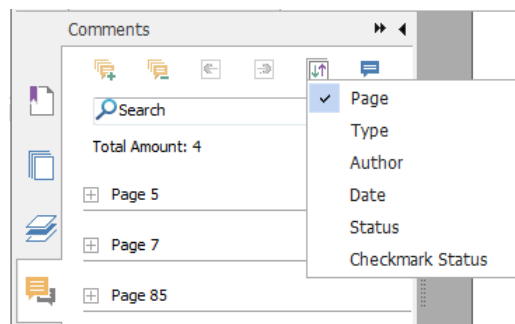 Comments
Search
Total Amount: 4
Page 5
Page 7
Page 85
Page
Type
Author
Date
Status
Checkmark Status